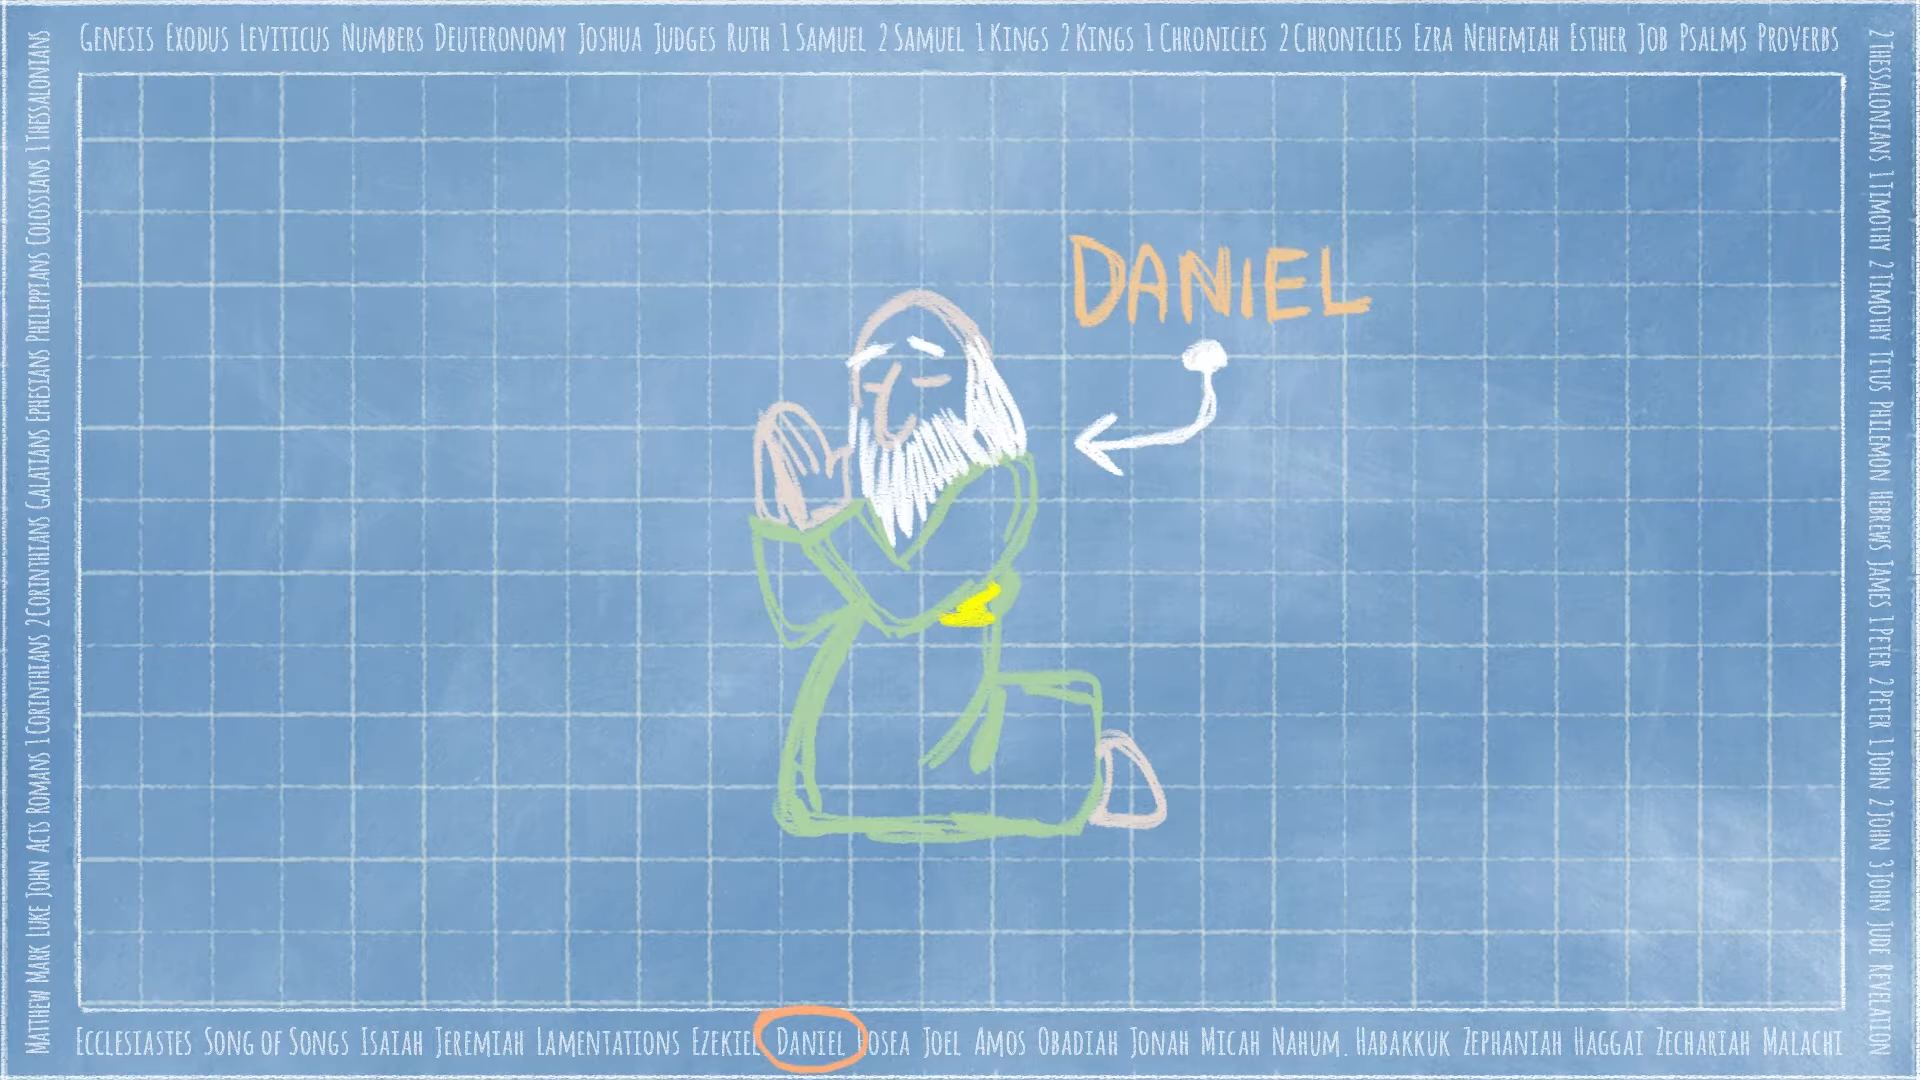 Genesis Exodus Leviticus Numbers Deuteronomy Joshua Judges Ruth 1 Samuel 2 Samuel 1 Kings 2 Kings 1 Chronicles 2 Chronicles Ezra Nehemiah Esther Job Psalms Proverbs
Matthew Mark Luke John Acts Romans 1 Corinthians 2 Corinthians Galatians Ephesians Philippians Colossians 1 Thessalonians
2 Thessalonians 1 Timothy 2 Timothy Titus Philemon Hebrews James 1 Peter 2 Peter 1 John 2 John 3 John Jude Revelation
DANIEL
Ecclesiastes Song of Songs Isaiah Jeremiah Lamentations Ezekiel Daniel Hosea Joel Amos Obadiah Jonah Micah Nahum. Habakkuk Zephaniah Haggai Zechariah Malachi